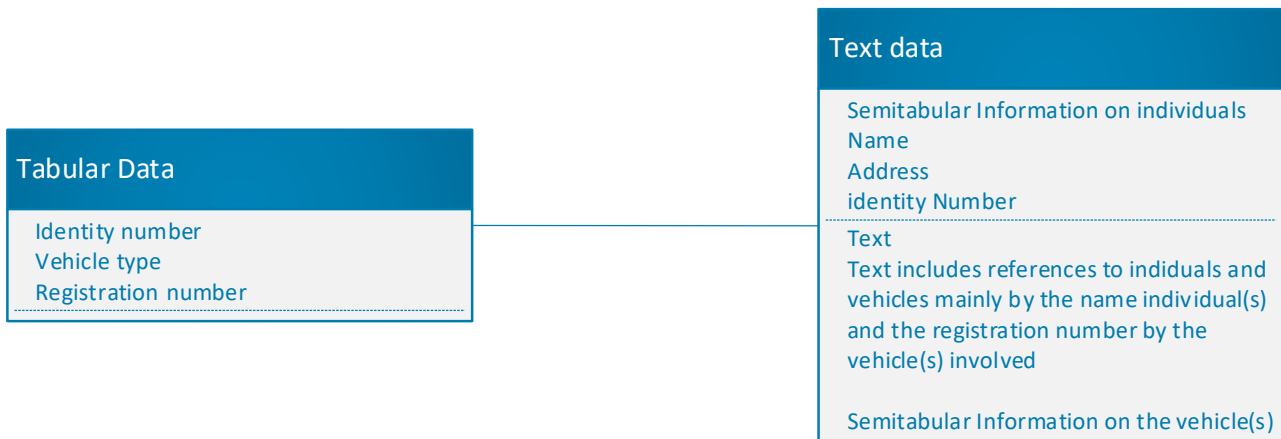 Tabular Data
Identity number
Vehicle type
Registration number
Text data
Semitabular Information on individuals
Name
Address
identity Number
Text
Text includes references to indiduals and
vehicles mainly by the name individual(s)
and the registration number by the
vehicle(s) involved
Semitabular Information on the vehicle(s)